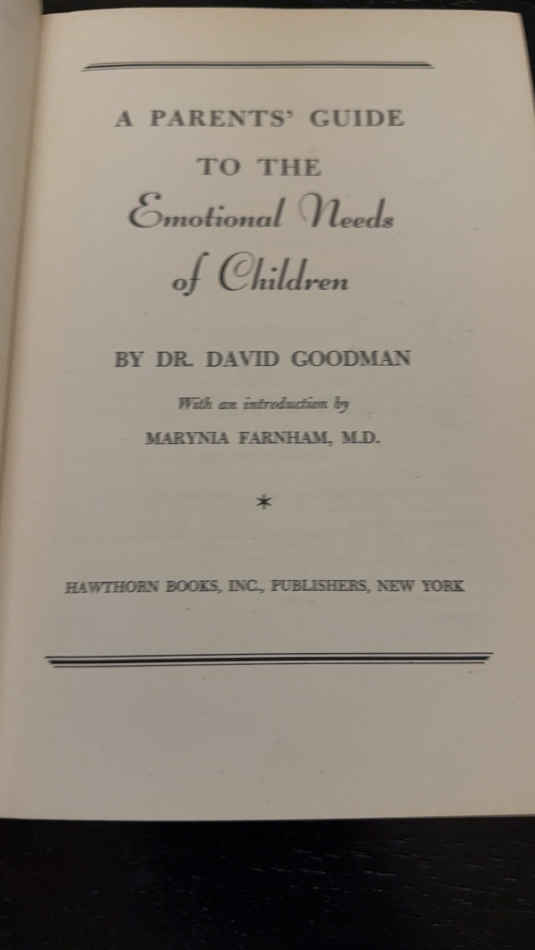 A PARENTS' GUIDE
TO THE
Emotional Needs
of Children
BY DR. DAVID GOODMAN
With an introduction by
MARYNIA FARNHAM, M.D.
*
HAWTHORN BOOKS, INC., PUBLISHERS, NEW YORK